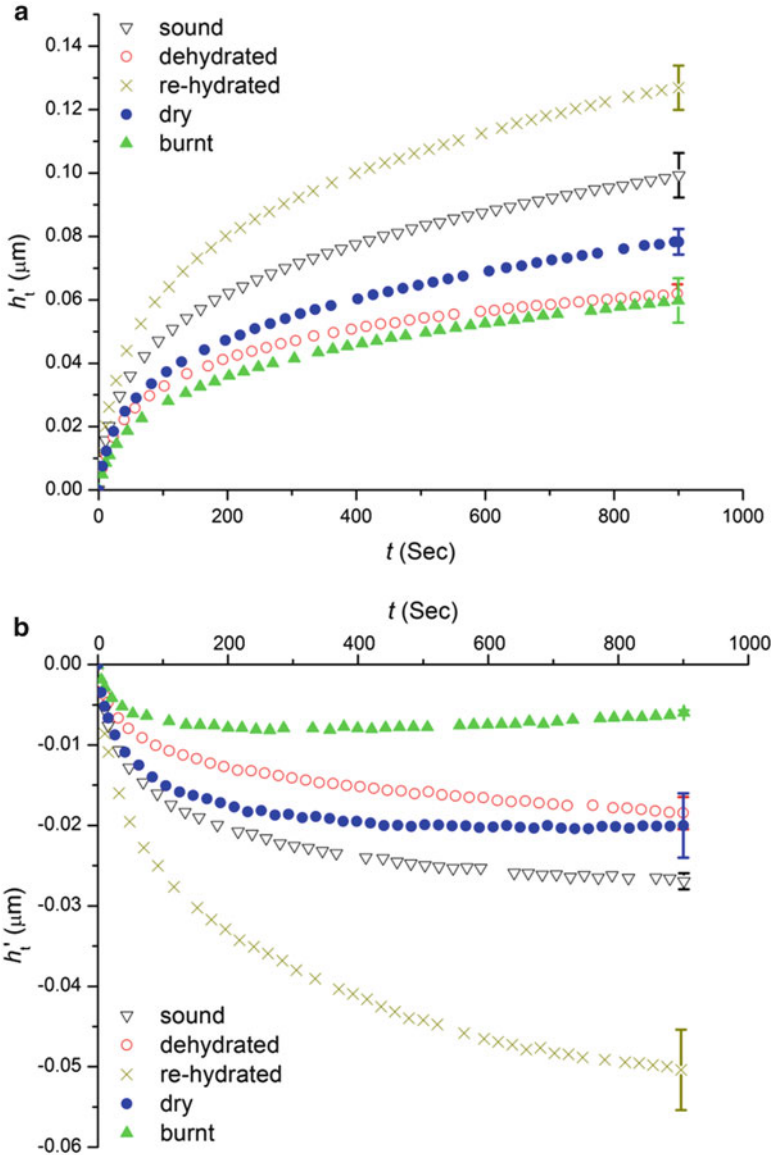 a
0.14
0.12
0.10
0.08
0.06
0.04
0.02
0.00
h't (μm)
sound
dehydrated
re-hydrated
dry
burnt
0 200 400 600 800 1000
t (Sec)
b
t (Sec)
0 200 400 600 800 1000
0.00
-0.01
-0.02
-0.03
-0.04
-0.05
-0.06
h't (μm)
sound
dehydrated
re-hydrated
dry
burnt